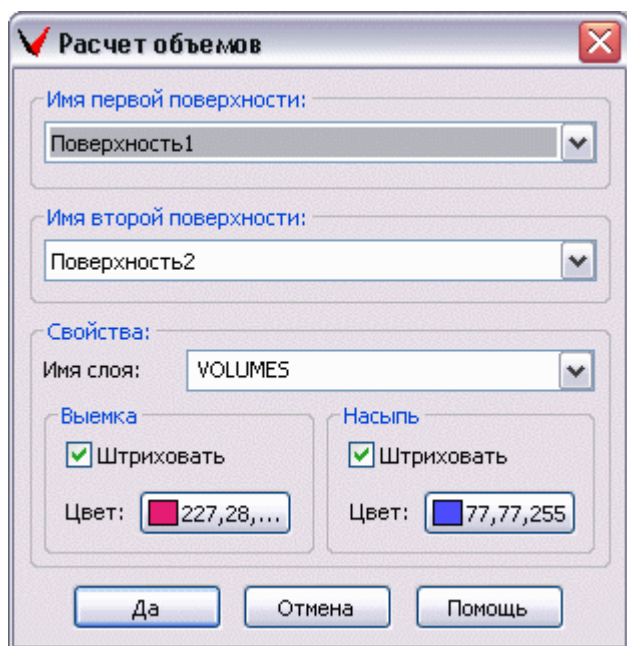 Расчет объемов
Имя первой поверхности:
Поверхность1
Имя второй поверхности:
Поверхность2
Свойства:
Имя слоя: VOLUMES
Выемка Насыпь
Штриховать Штриховать
Цвет: 227,28,... Цвет: 77,77,255
Да Отмена Помощь